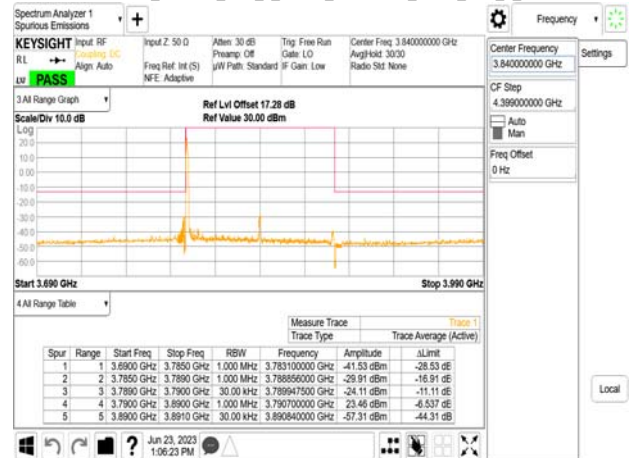 Spectrum Analyzer 1
Spurious Emissions
Frequency
KEYSIGHT Input: RF
Coupling: DC
Align: Auto
RL
PASS
Input Z: 50 Ω
Freq Ref: Int (S)
NFE: Adaptive
Atten: 30 dB
Preamp: Off
µW Path: Standard
Trig: Free Run
Gate: LO
IF Gain: Low
Center Freq: 3.840000000 GHz
Avg|Hold: 30/30
Radio Std: None
Center Frequency
3.840000000 GHz
Settings
CF Step
4.399000000 GHz
Auto
Man
Freq Offset
0 Hz
3 All Range Graph
Scale/Div 10.0 dB
Ref Lvl Offset 17.28 dB
Ref Value 30.00 dBm
Log
20.0
10.0
0.00
-10.0
-20.0
-30.0
-40.0
-50.0
-60.0
Start 3.690 GHz
Stop 3.990 GHz
4 All Range Table
Measure Trace Trace 1
Trace Type Trace Average (Active)
Spur Range Start Freq Stop Freq RBW Frequency Amplitude ΔLimit
1 1 3.6900 GHz 3.7850 GHz 1.000 MHz 3.783100000 GHz -41.53 dBm -28.53 dB
2 2 3.7850 GHz 3.7890 GHz 1.000 MHz 3.788856000 GHz -29.91 dBm -16.91 dB
3 3 3.7890 GHz 3.7900 GHz 30.00 kHz 3.789947500 GHz -24.11 dBm -11.11 dB
4 4 3.7900 GHz 3.8900 GHz 1.000 MHz 3.790700000 GHz 23.46 dBm -6.537 dB
5 5 3.8900 GHz 3.8910 GHz 30.00 kHz 3.890840000 GHz -57.31 dBm -44.31 dB
Local
Jun 23, 2023
1:06:23 PM